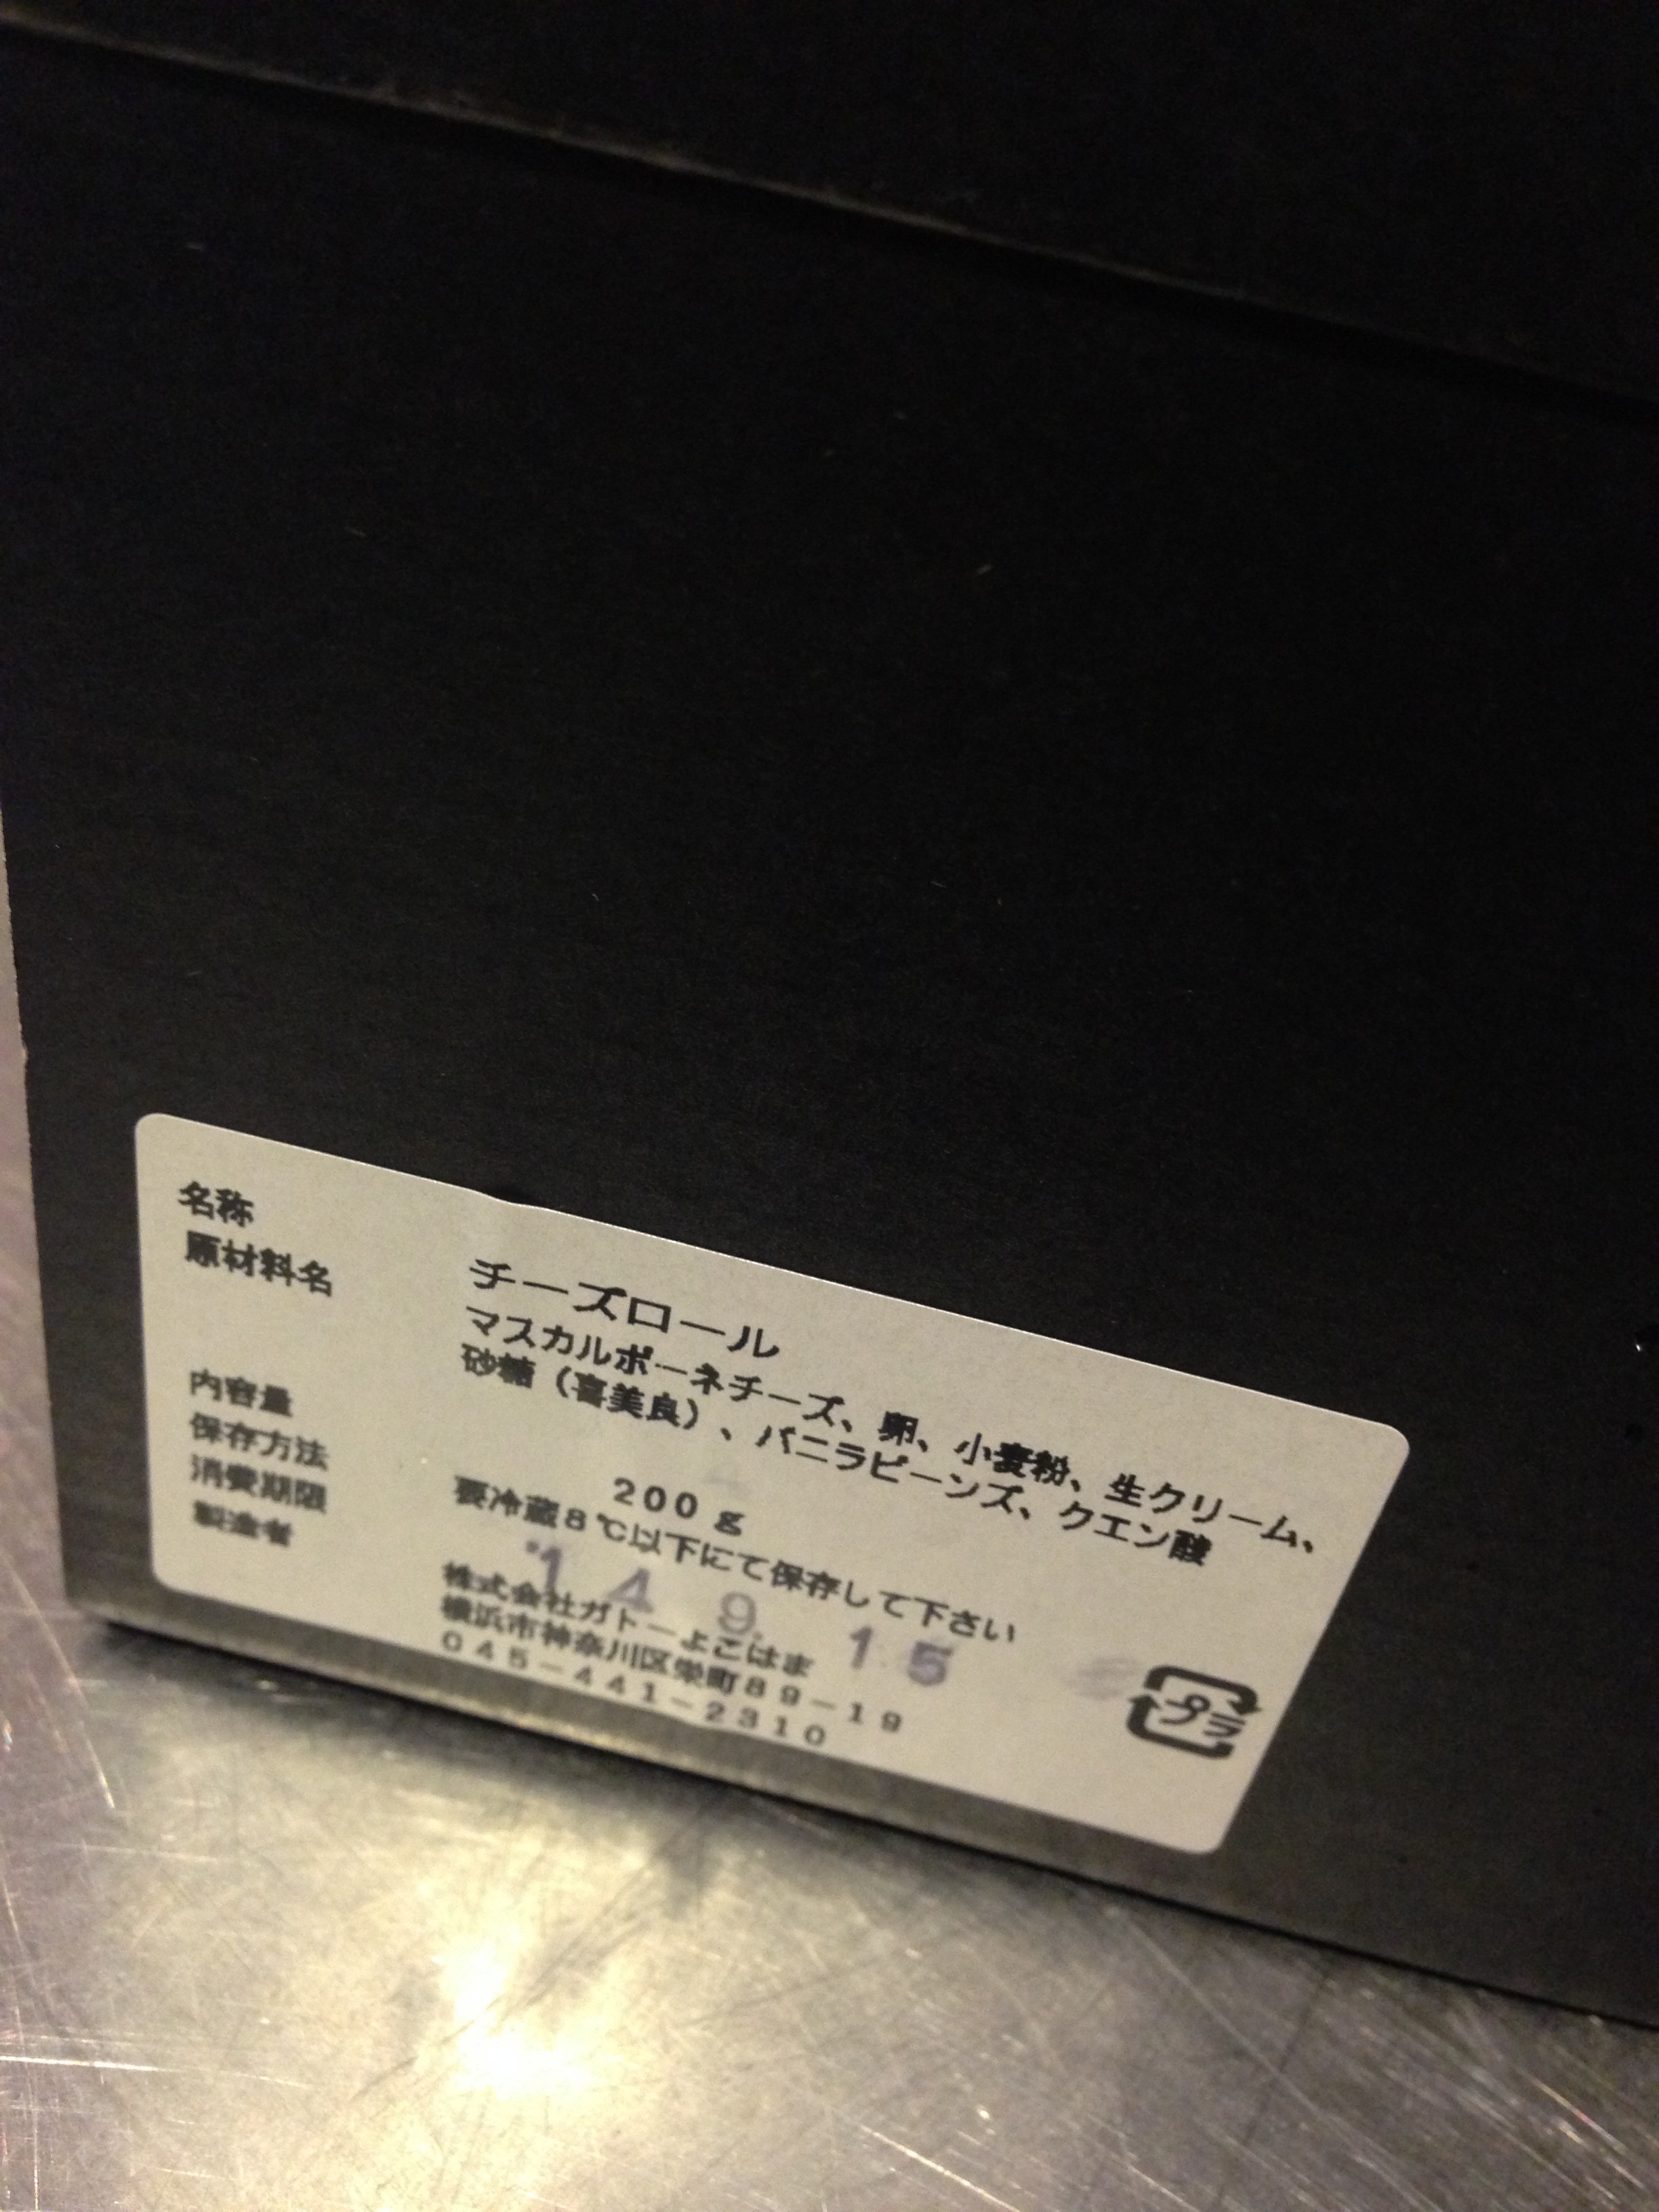 名称 チーズロール
原材料名 マスカルポーネチーズ、卵、小麦粉、生クリーム、
砂糖（喜美良）、バニラビーンズ、クエン酸
内容量 200g
保存方法 要冷蔵8℃以下にて保存して下さい
消費期限 '14. 9. 15
製造者 株式会社ガトーよこはま
横浜市神奈川区栄町89-19
045-441-2310
プラ